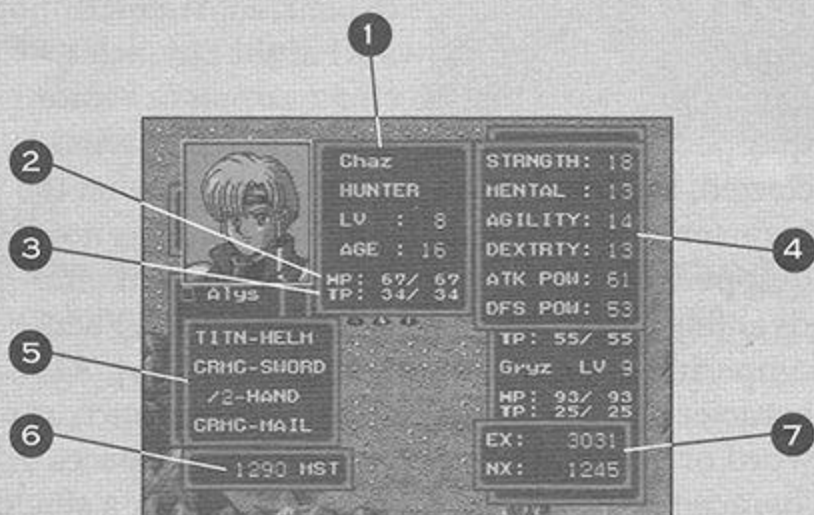 1
2
3
4
5
6
7
Chaz
HUNTER
LV : 8
AGE : 16
HP: 67/ 67
TP: 34/ 34
STRNGTH: 18
MENTAL : 13
AGILITY: 14
DEXTRTY: 13
ATK POW: 61
DFS POW: 53
Alys
TITN-HELM
CRMC-SWORD
/2-HAND
CRMC-MAIL
1290 MST
TP: 55/ 55
Gryz LV 9
HP: 93/ 93
TP: 25/ 25
EX: 3031
NX: 1245